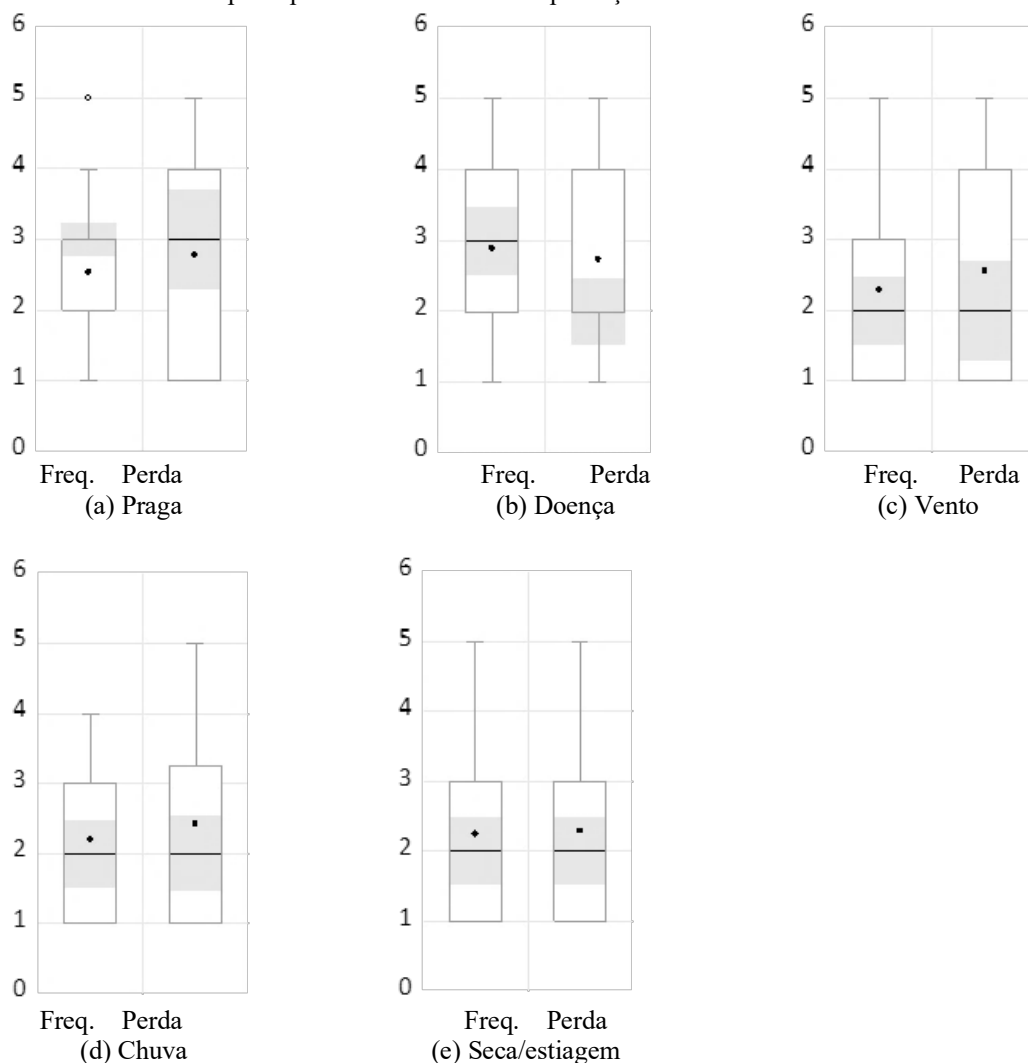 6 6 6
5 5 5
4 4 4
3 3 3
2 2 2
1 1 1
0 0 0
Freq. Perda Freq. Perda Freq. Perda
(a) Praga (b) Doença (c) Vento
6 6
5 5
4 4
3 3
2 2
1 1
0 0
Freq. Perda Freq. Perda
(d) Chuva (e) Seca/estiagem